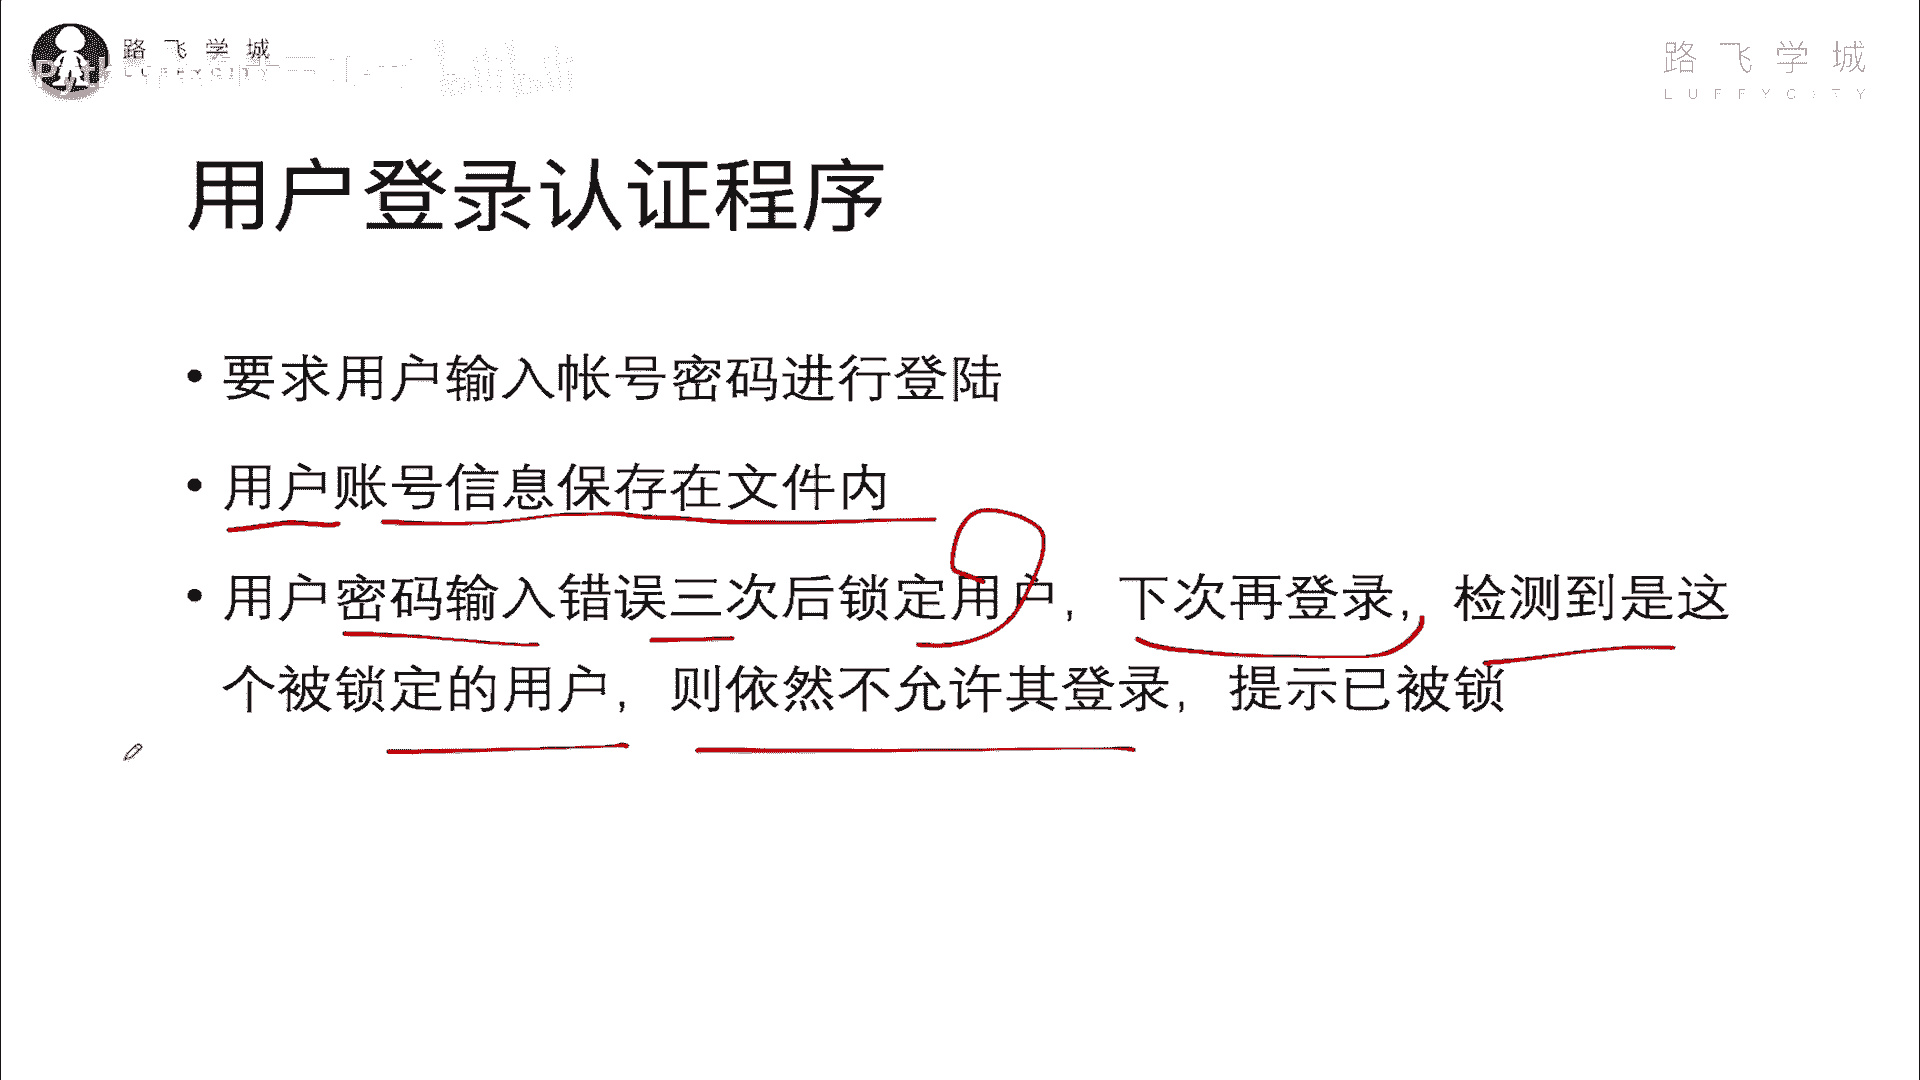 路飞学城
路飞学城
LUFFYCITY
用户登录认证程序
• 要求用户输入帐号密码进行登陆
• 用户账号信息保存在文件内
• 用户密码输入错误三次后锁定用户，下次再登录，检测到是这
个被锁定的用户，则依然不允许其登录，提示已被锁